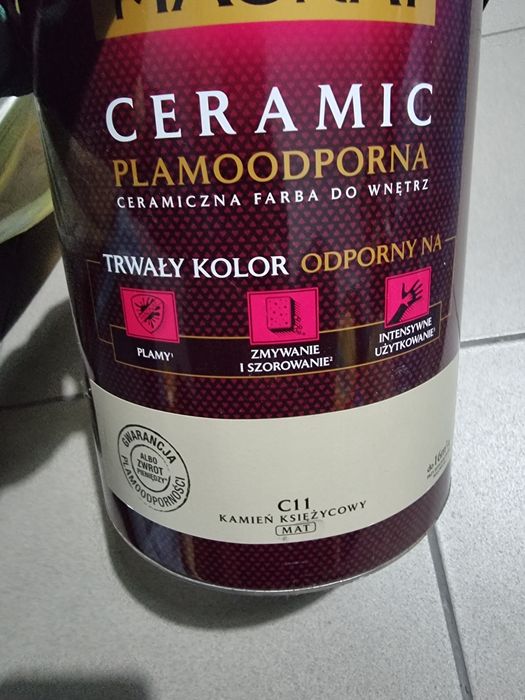 CERAMIC
PLAMOODPORNA
CERAMICZNA FARBA DO WNĘTRZ
TRWAŁY KOLOR ODPORNY NA
PLAMY¹
ZMYWANIE
I SZOROWANIE²
INTENSYWNE
UŻYTKOWANIE³
GWARANCJA
ALBO
ZWROT
PIENIĘDZY*
PLAMOODPORNOŚCI
C11
KAMIEŃ KSIĘŻYCOWY
MAT